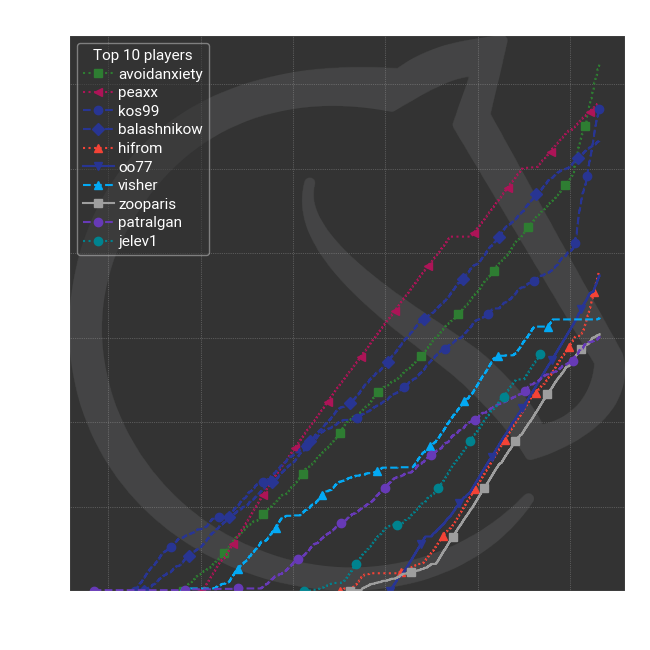 Top 10 players
avoidanxiety
peaxx
kos99
balashnikow
hifrom
oo77
visher
zooparis
patralgan
jelev1